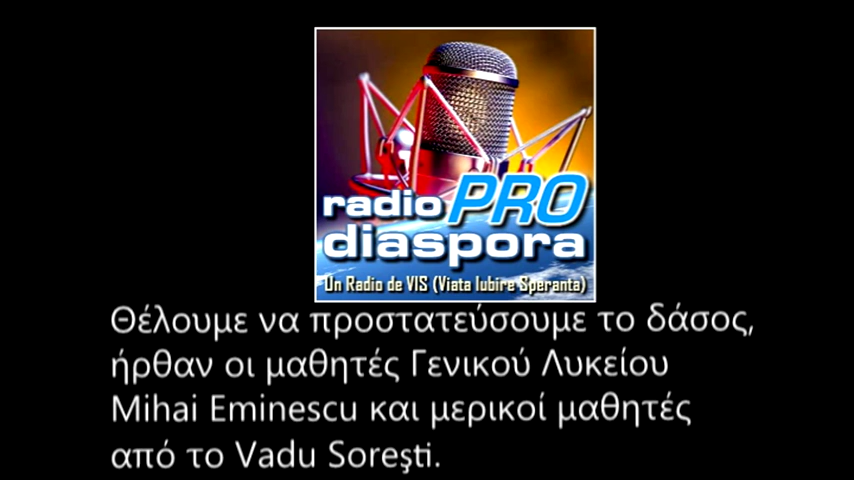 radio PRO
diaspora
Un Radio de VIS (Viata Iubire Speranta)
Θέλουμε να προστατεύσουμε το δάσος,
ήρθαν οι μαθητές Γενικού Λυκείου
Mihai Eminescu και μερικοί μαθητές
από το Vadu Soreşti.